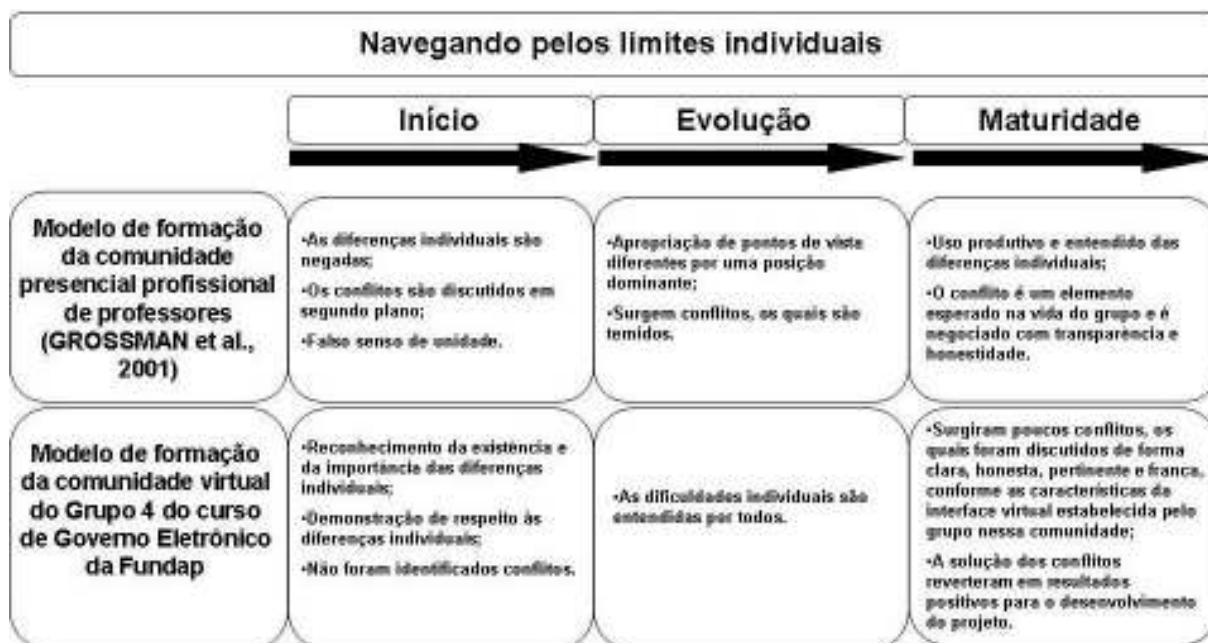 Navegando pelos limites individuais
Início
Evolução
Maturidade
Modelo de formação
da comunidade
presencial profissional
de professores
(GROSSMAN et al.,
2001)
•As diferenças individuais são
negadas;
•Os conflitos são discutidos em
segundo plano;
•Falso senso de unidade.
•Apropriação de pontos de vista
diferentes por uma posição
dominante;
•Surgem conflitos, os quais são
temidos.
•Uso produtivo e entendido das
diferenças individuais;
•O conflito é um elemento
esperado na vida do grupo e é
negociado com transparência e
honestidade.
Modelo de formação
da comunidade virtual
do Grupo 4 do curso
de Governo Eletrônico
da Fundap
•Reconhecimento da existência e
da importância das diferenças
individuais;
•Demonstração de respeito às
diferenças individuais;
•Não foram identificados conflitos.
•As dificuldades individuais são
entendidas por todos.
•Surgiram poucos conflitos, os
quais foram discutidos de forma
clara, honesta, pertinente e franca,
conforme as características da
interface virtual estabelecida pelo
grupo nessa comunidade;
•A solução dos conflitos
reverteram em resultados
positivos para o desenvolvimento
do projeto.